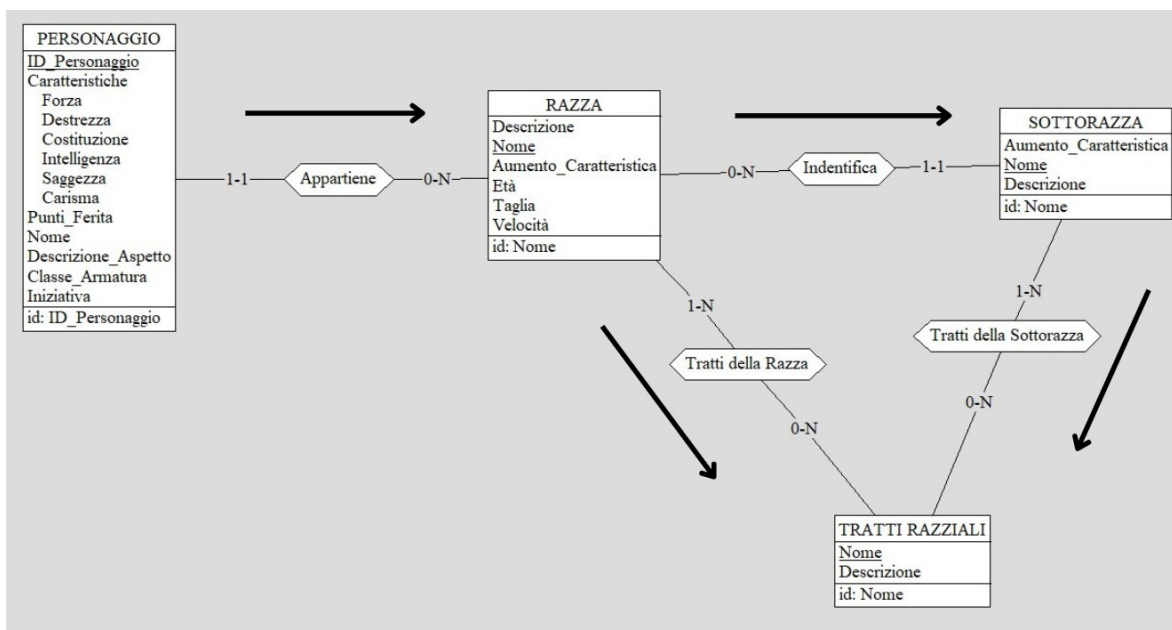 PERSONAGGIO
ID_Personaggio
Caratteristiche
Forza
Destrezza
Costituzione
Intelligenza
Saggezza
Carisma
Punti_Ferita
Nome
Descrizione_Aspetto
Classe_Armatura
Iniziativa
id: ID_Personaggio
1-1
Appartiene
0-N
RAZZA
Descrizione
Nome
Aumento_Caratteristica
Età
Taglia
Velocità
id: Nome
0-N
Indentifica
1-1
SOTTORAZZA
Aumento_Caratteristica
Nome
Descrizione
id: Nome
1-N
Tratti della Razza
0-N
1-N
Tratti della Sottorazza
0-N
TRATTI RAZZIALI
Nome
Descrizione
id: Nome